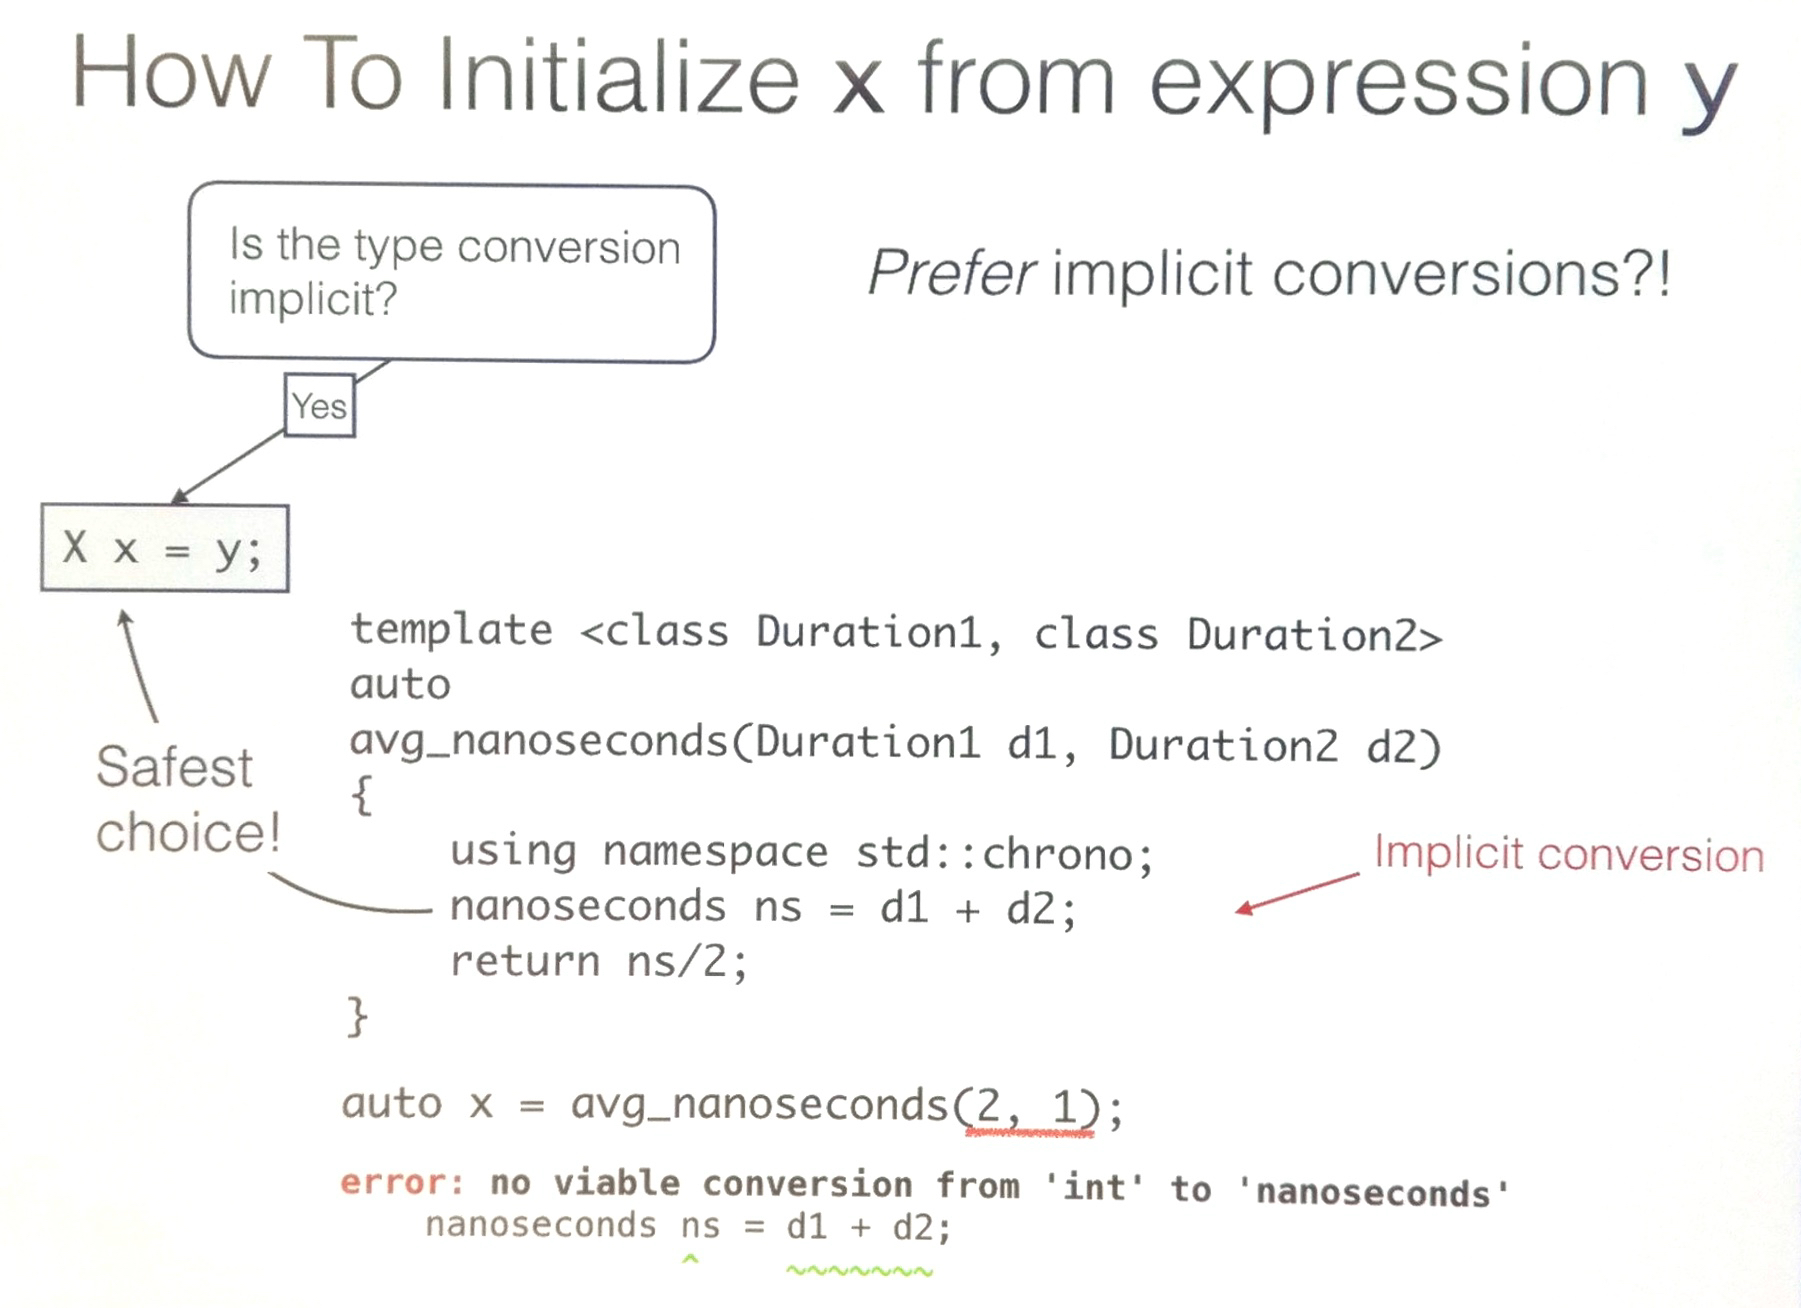 How To Initialize x from expression y
Is the type conversion
implicit?
Prefer implicit conversions?!
Yes
X x = y;
Safest
choice!
template <class Duration1, class Duration2>
auto
avg_nanoseconds(Duration1 d1, Duration2 d2)
{
    using namespace std::chrono;
    nanoseconds ns = d1 + d2;
    return ns/2;
}
Implicit conversion
auto x = avg_nanoseconds(2, 1);
error: no viable conversion from 'int' to 'nanoseconds'
    nanoseconds ns = d1 + d2;
                ^    ~~~~~~~